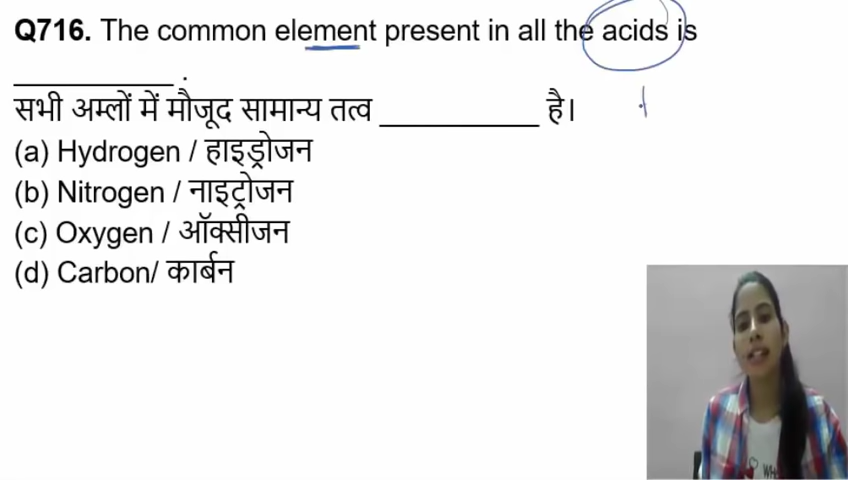 Q716. The common element present in all the acids is
___________ .
सभी अम्लों में मौजूद सामान्य तत्व ___________ है।
(a) Hydrogen / हाइड्रोजन
(b) Nitrogen / नाइट्रोजन
(c) Oxygen / ऑक्सीजन
(d) Carbon/ कार्बन